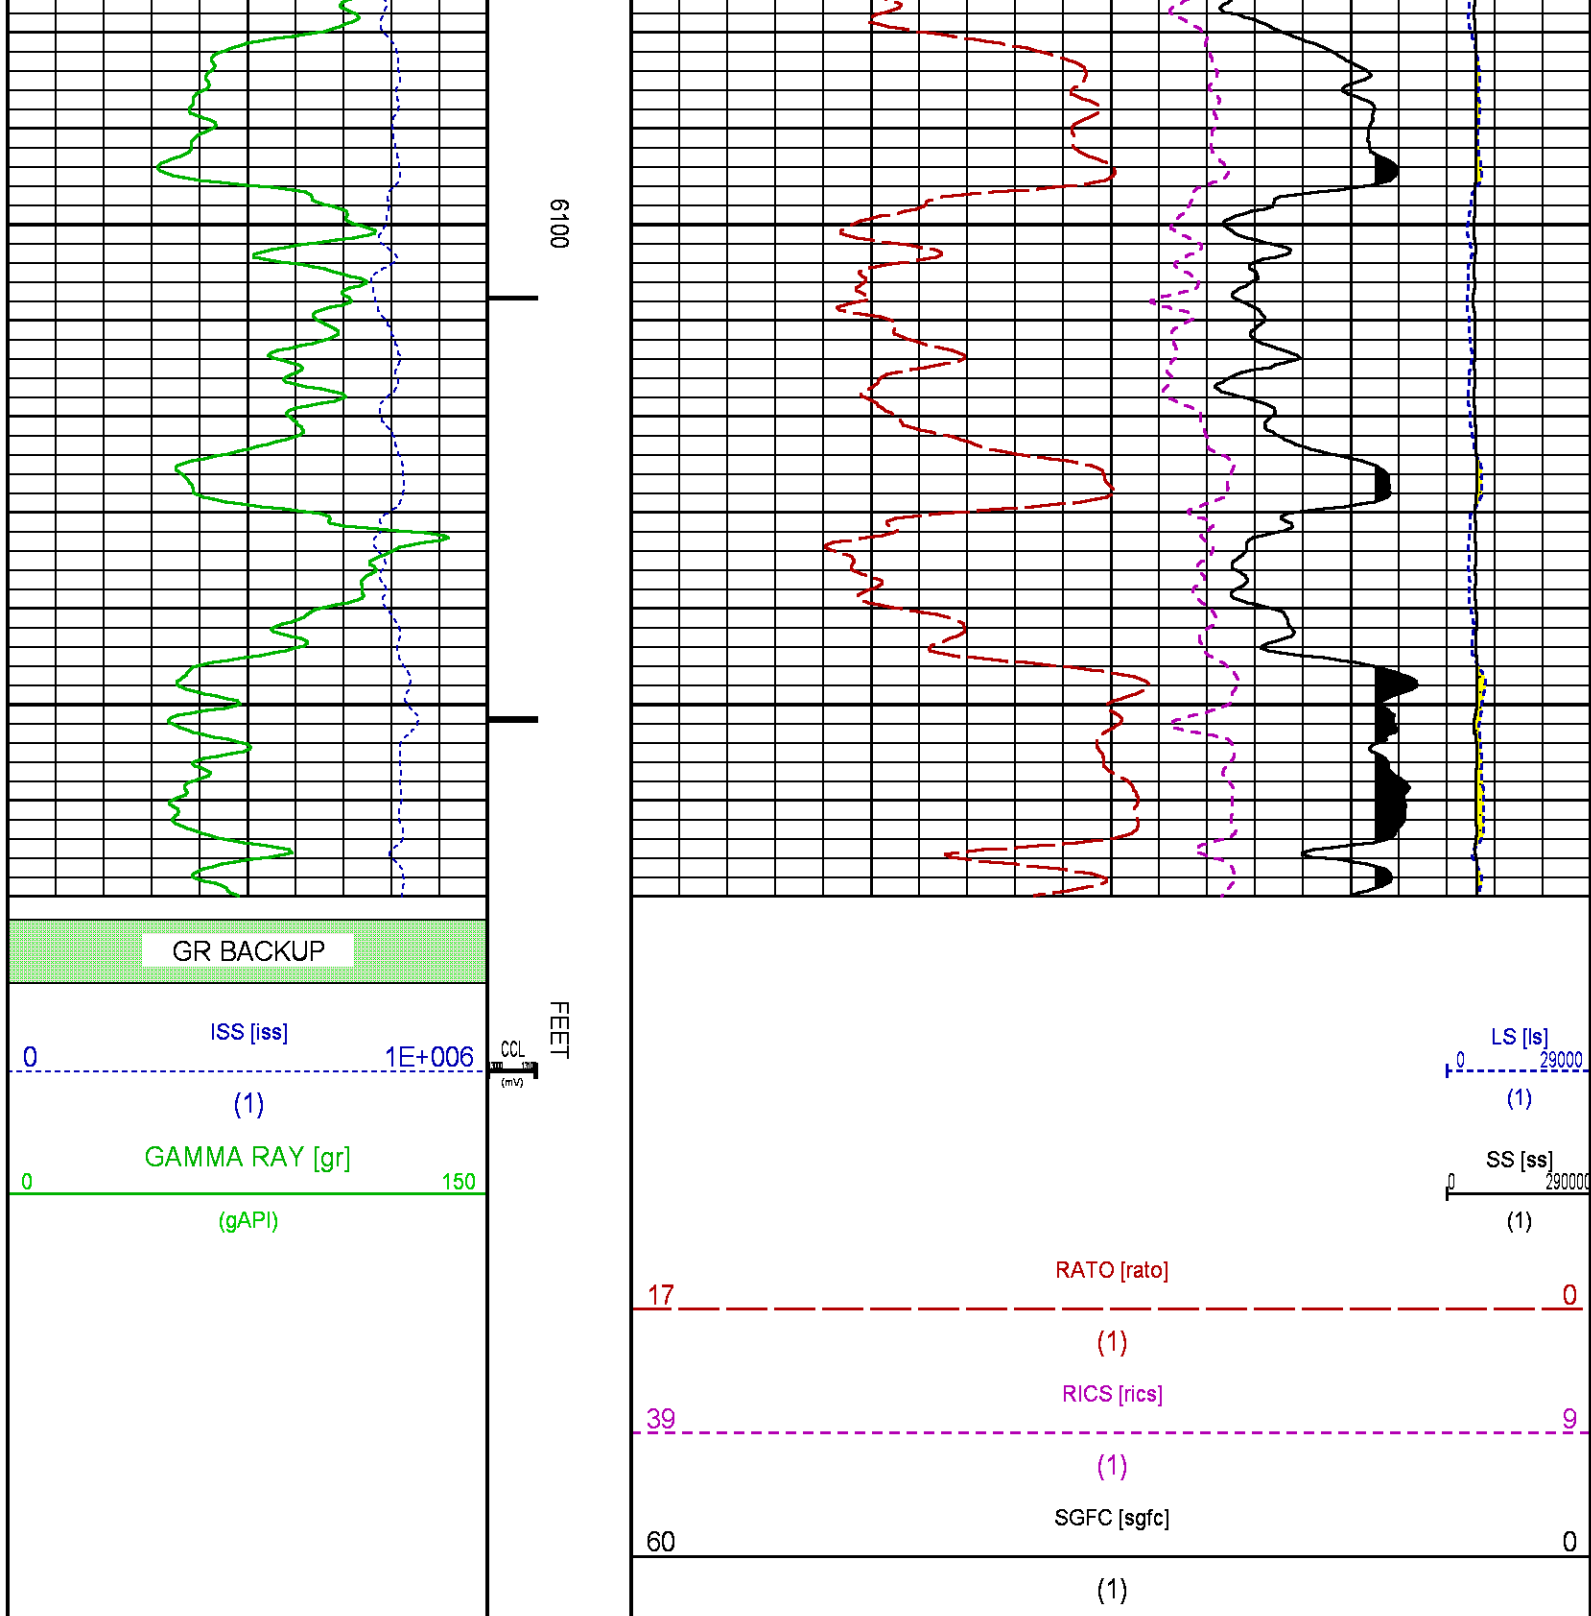 6100
GR BACKUP
FEET
ISS [iss]
0 1E+006
(1)
CCL
(mV)
GAMMA RAY [gr]
0 150
(gAPI)
LS [ls]
0 29000
(1)
SS [ss]
0 290000
(1)
RATO [rato]
17 0
(1)
RICS [rics]
39 9
(1)
SGFC [sgfc]
60 0
(1)